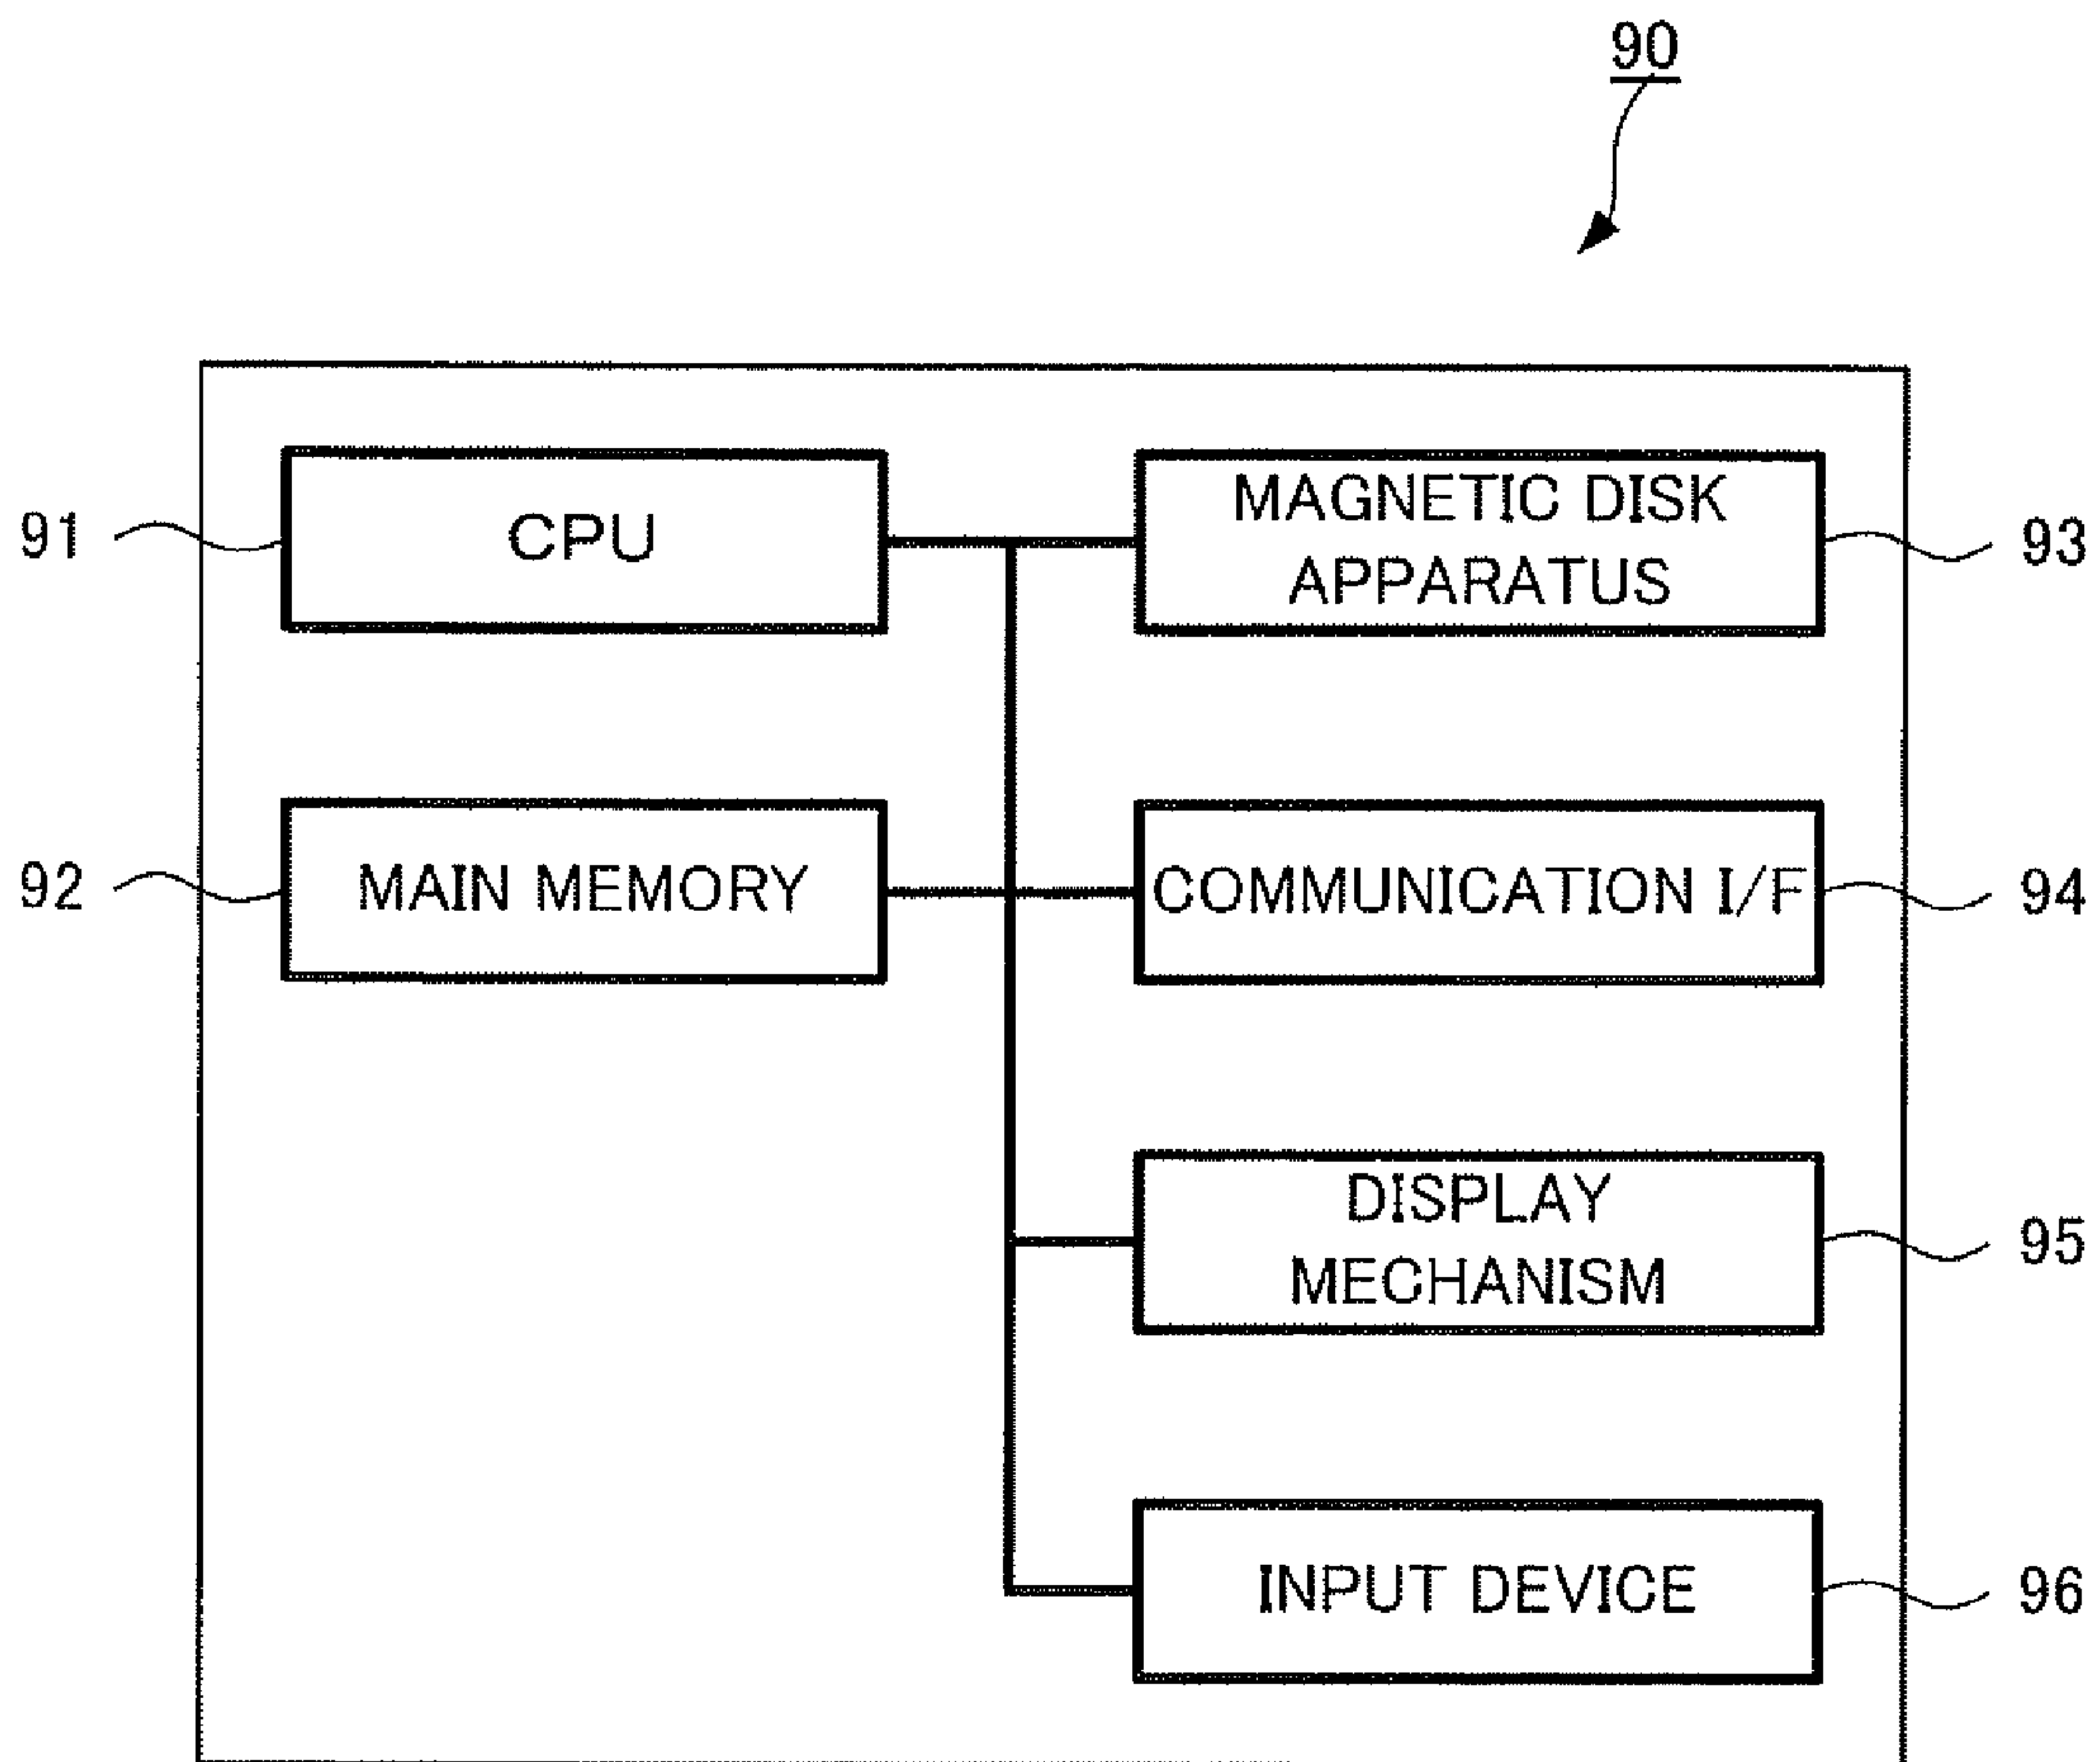 90
91
CPU
MAGNETIC DISK
APPARATUS
93
92
MAIN MEMORY
COMMUNICATION I/F
94
DISPLAY
MECHANISM
95
INPUT DEVICE
96